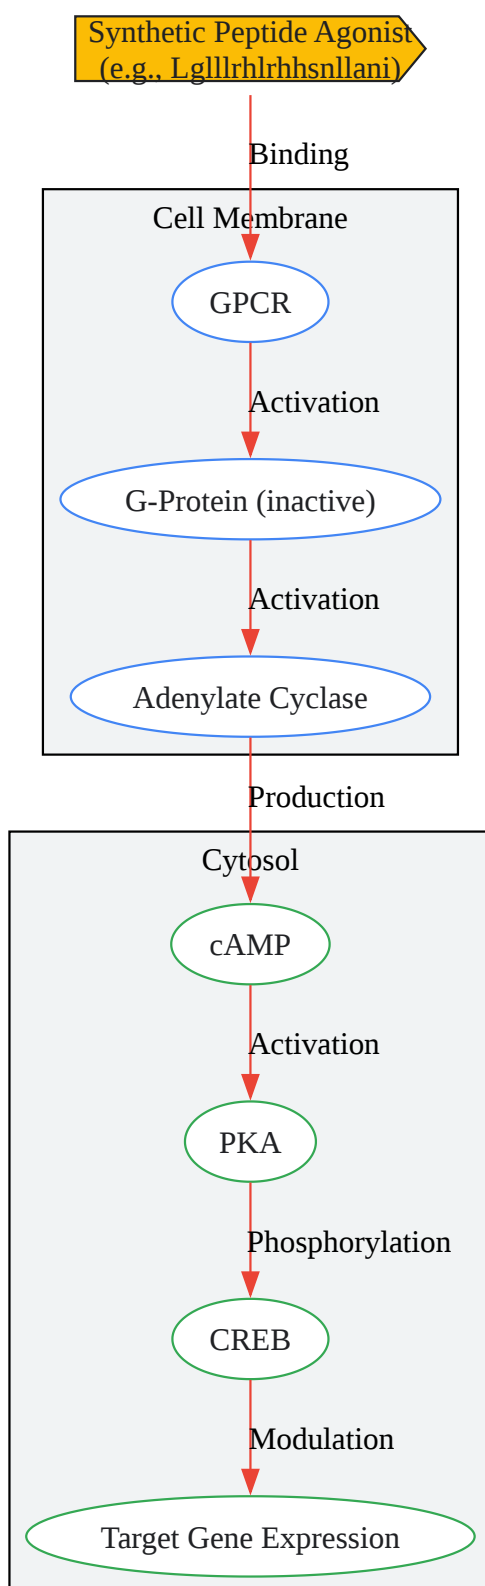 Synthetic Peptide Agonist
(e.g., Lglllrhlrhhsnllani)
Binding
Cell Membrane
GPCR
Activation
G-Protein (inactive)
Activation
Adenylate Cyclase
Production
Cytosol
cAMP
Activation
PKA
Phosphorylation
CREB
Modulation
Target Gene Expression